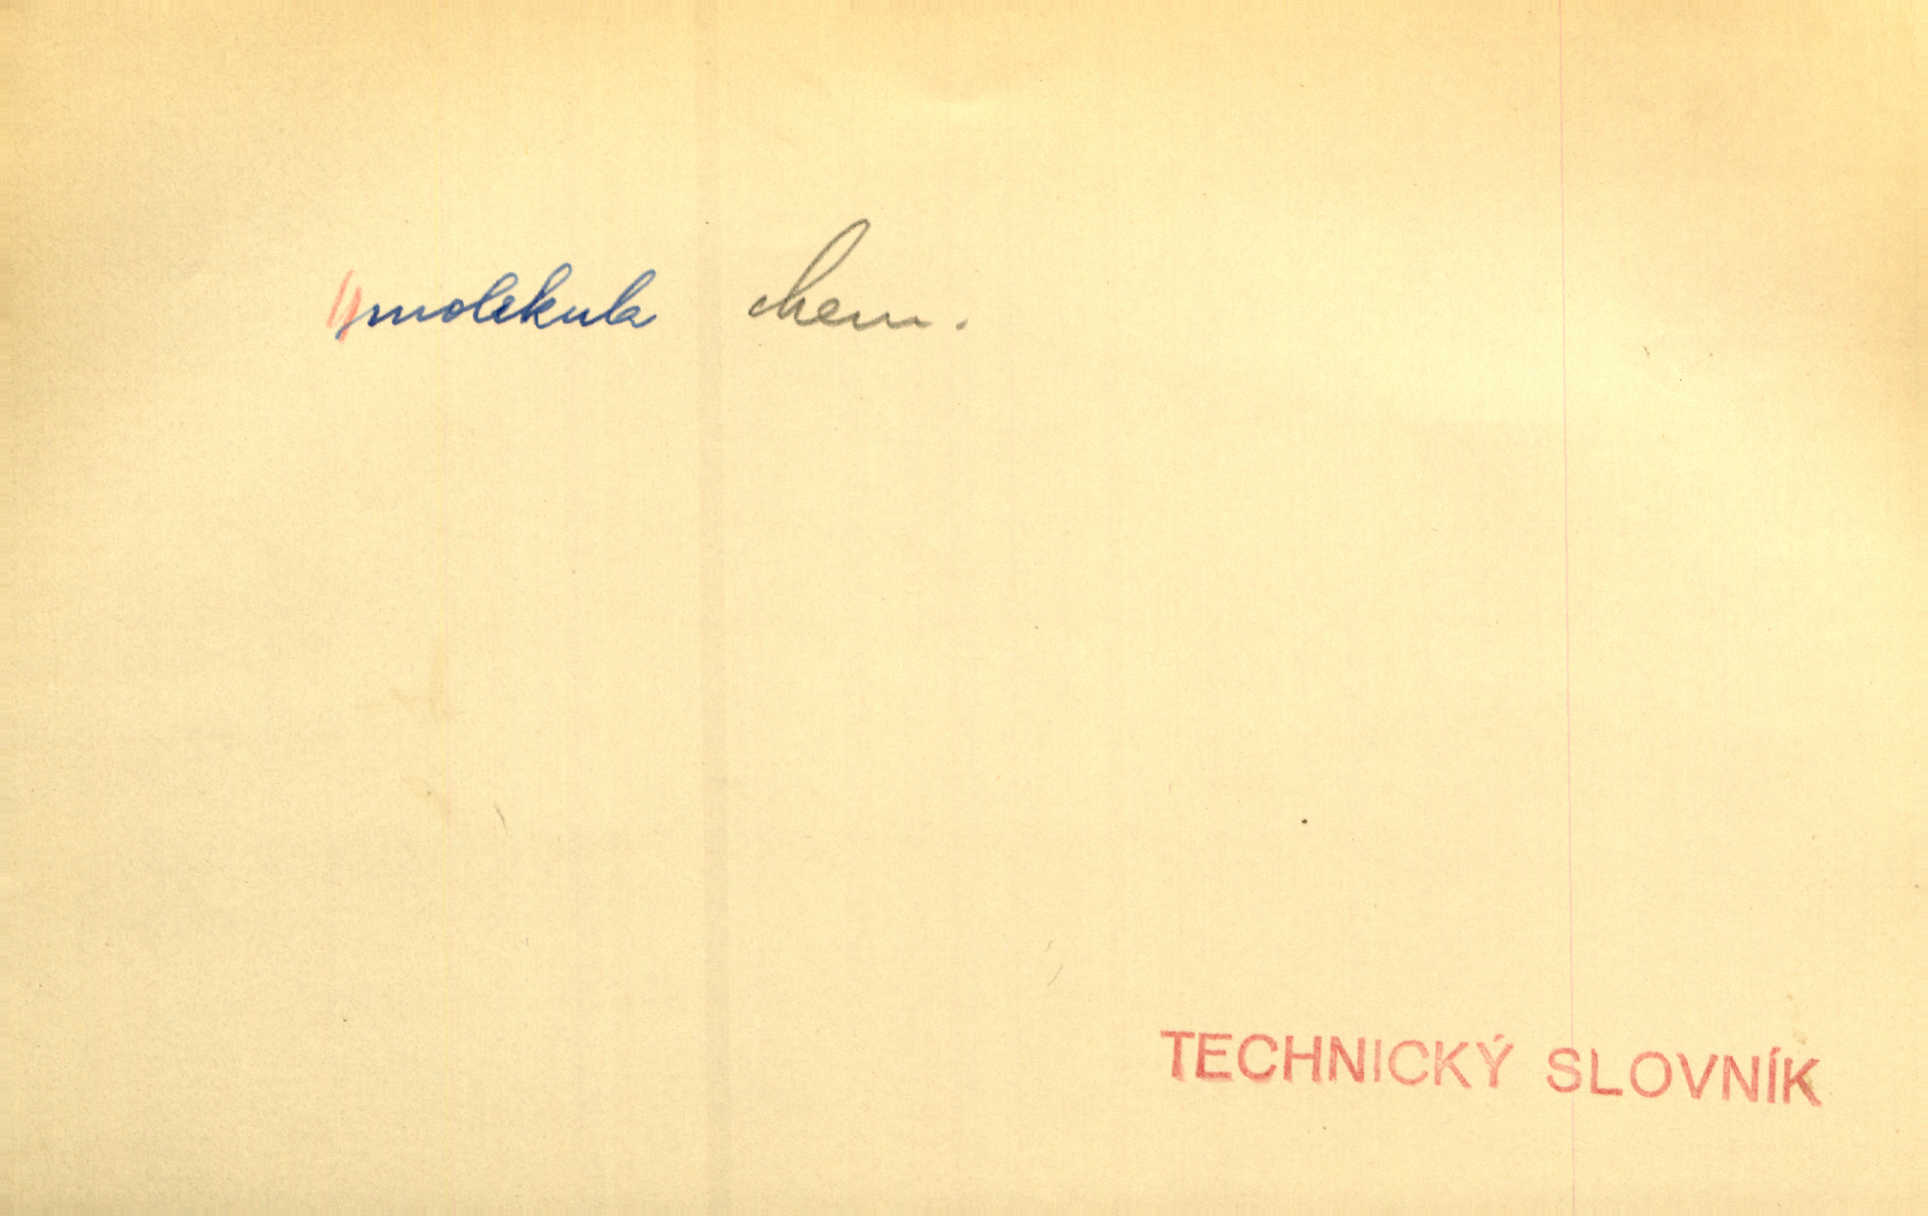 molekula chem.
TECHNICKÝ SLOVNÍK